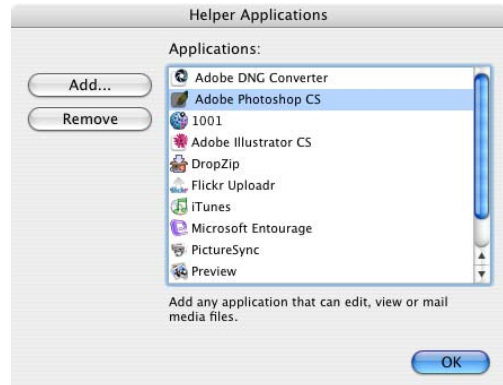 Helper Applications
Applications:
Add...
Remove
Adobe DNG Converter
Adobe Photoshop CS
1001
Adobe Illustrator CS
DropZip
Flickr Uploadr
iTunes
Microsoft Entourage
PictureSync
Preview
Add any application that can edit, view or mail
media files.
OK